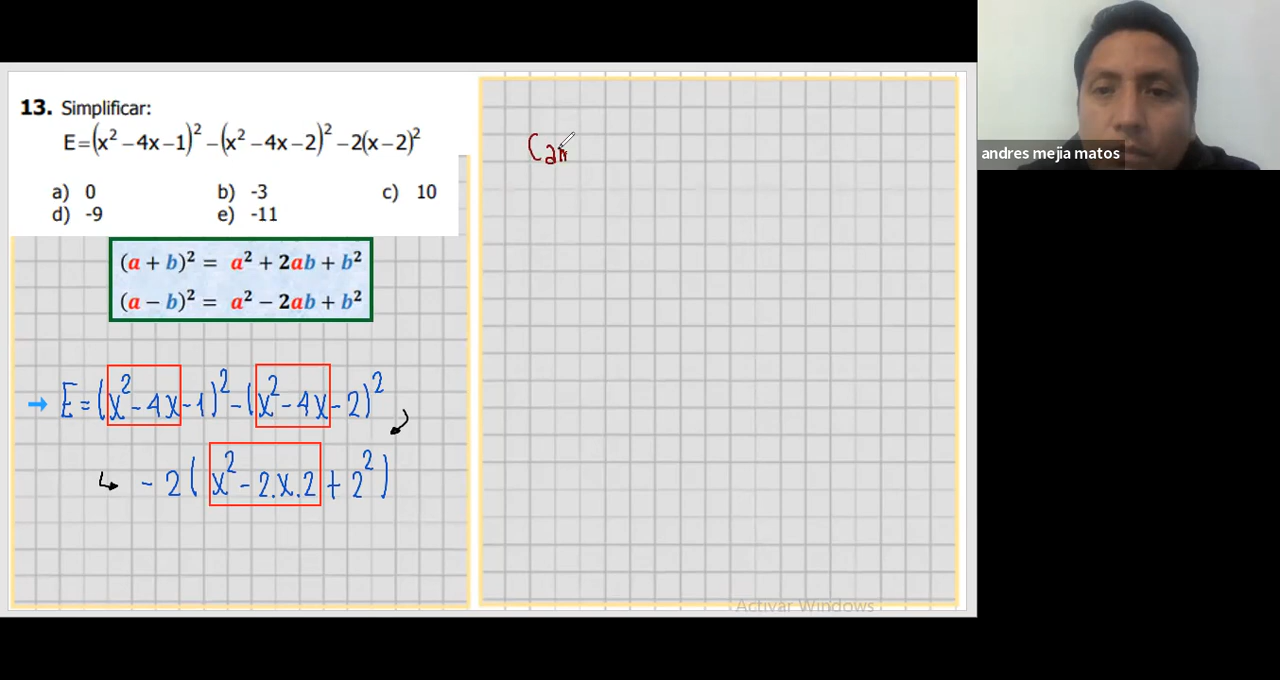 13. Simplificar:
E=(x² −4x −1)² −(x² −4x −2)² −2(x −2)²
a) 0 b) -3 c) 10
d) -9 e) -11
(a + b)² = a² + 2ab + b²
(a − b)² = a² − 2ab + b²
→ E = (x² − 4x − 1)² − (x² − 4x − 2)²
↳ − 2 ( x² − 2.x.2 + 2² )
Cam
andres mejia matos
Activar Windows